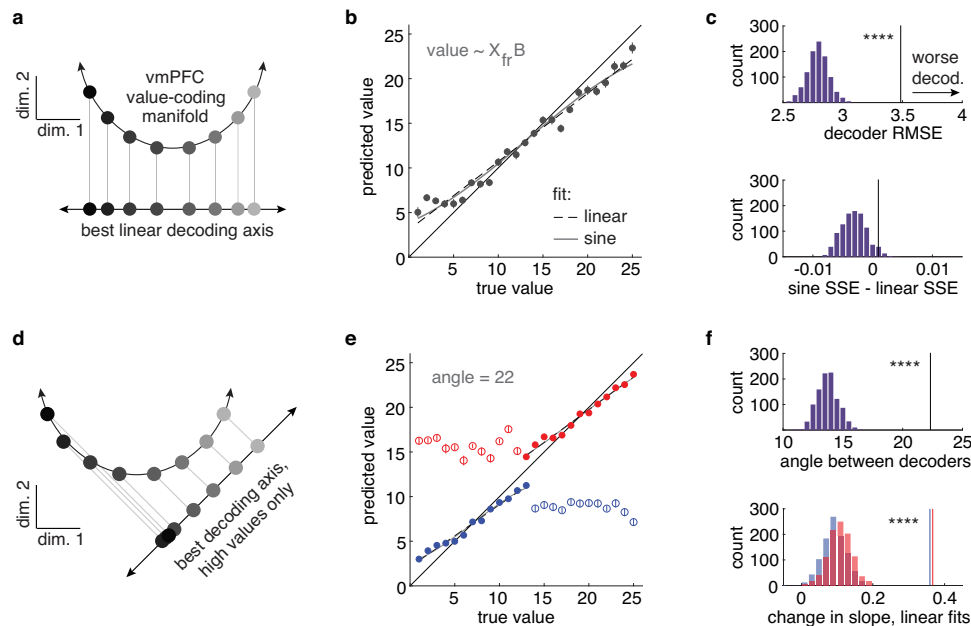 a
dim. 2
dim. 1
vmPFC
value-coding
manifold
best linear decoding axis
b
predicted value
25
20
15
10
5
0
value ~ X_fr B
fit:
linear
sine
5
10
15
20
25
true value
c
count
300
200
100
****
worse
decod.
2.5
3
3.5
4
decoder RMSE
count
300
200
100
0
-0.01
0
0.01
sine SSE - linear SSE
d
dim. 2
dim. 1
best decoding axis,
high values only
e
predicted value
25
20
15
10
5
0
angle = 22
5
10
15
20
25
true value
f
count
300
200
100
0
****
10
15
20
25
angle between decoders
count
300
200
100
0
****
0
0.2
0.4
change in slope, linear fits